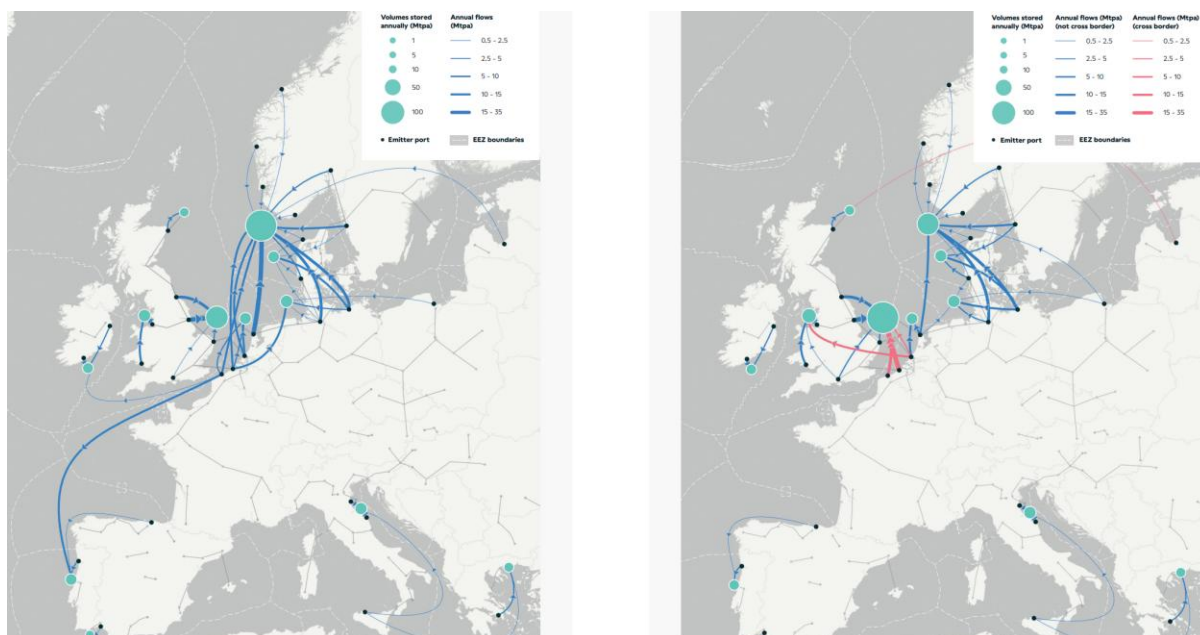 Volumes stored annually (Mtpa)
1
5
10
50
100
Emitter port
Annual flows (Mtpa)
0.5 - 2.5
2.5 - 5
5 - 10
10 - 15
15 - 35
EEZ boundaries
Volumes stored annually (Mtpa)
1
5
10
50
100
Emitter port
Annual flows (Mtpa) (not cross border)
0.5 - 2.5
2.5 - 5
5 - 10
10 - 15
15 - 35
EEZ boundaries
Annual flows (Mtpa) (cross border)
0.5 - 2.5
2.5 - 5
5 - 10
10 - 15
15 - 35